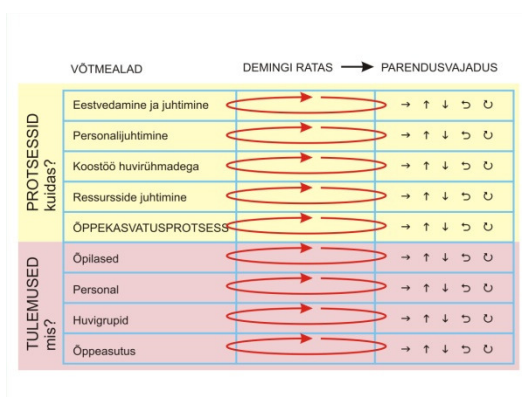 VÕTMEALAD DEMINGI RATAS → PARENDUSVAJADUS
PROTSESSID
kuidas?
Eestvedamine ja juhtimine → ↑ ↓ ⮌ ↻
Personalijuhtimine → ↑ ↓ ⮌ ↻
Koostöö huvirühmadega → ↑ ↓ ⮌ ↻
Ressursside juhtimine → ↑ ↓ ⮌ ↻
ÕPPEKASVATUSPROTSESS → ↑ ↓ ⮌ ↻
TULEMUSED
mis?
Õpilased → ↑ ↓ ⮌ ↻
Personal → ↑ ↓ ⮌ ↻
Huvigrupid → ↑ ↓ ⮌ ↻
Õppeasutus → ↑ ↓ ⮌ ↻